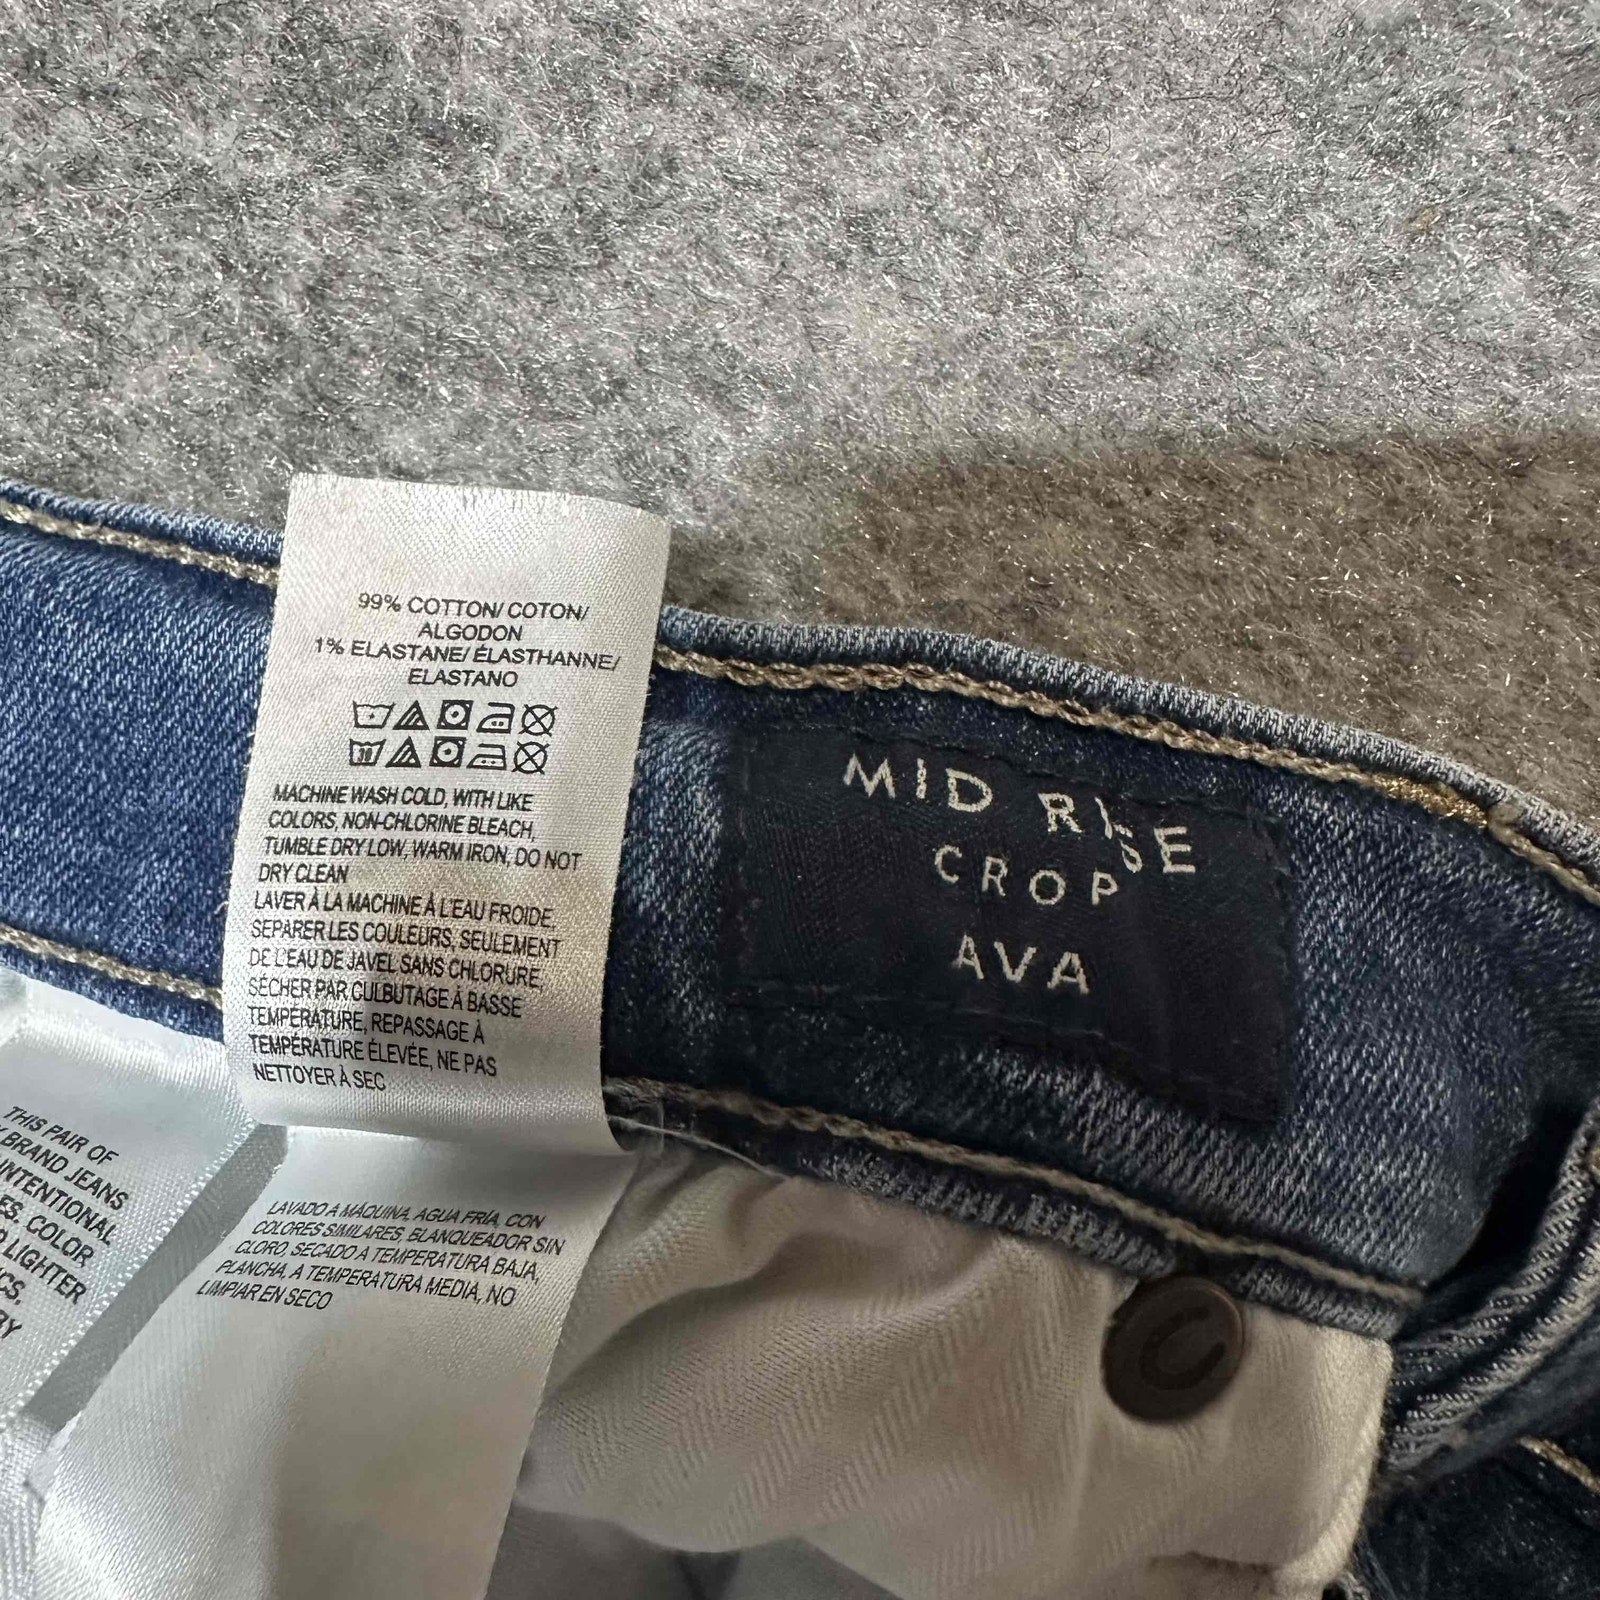 99% COTTON/ COTON/
ALGODON
1% ELASTANE/ ÉLASTHANNE/
ELASTANO
MACHINE WASH COLD, WITH LIKE
COLORS, NON-CHLORINE BLEACH,
TUMBLE DRY LOW, WARM IRON, DO NOT
DRY CLEAN
LAVER À LA MACHINE À L'EAU FROIDE,
SEPARER LES COULEURS, SEULEMENT
DE L'EAU DE JAVEL SANS CHLORURE,
SÉCHER PAR CULBUTAGE À BASSE
TEMPÉRATURE, REPASSAGE À
TEMPÉRATURE ÉLEVÉE, NE PAS
NETTOYER À SEC
LAVADO A MÁQUINA, AGUA FRÍA, CON
COLORES SIMILARES, BLANQUEADOR SIN
CLORO, SECADO A TEMPERATURA BAJA,
PLANCHA, A TEMPERATURA MEDIA, NO
LIMPIAR EN SECO
THIS PAIR OF
BRAND JEANS
INTENTIONAL
COLOR
LIGHTER
MID RISE
CROP
AVA